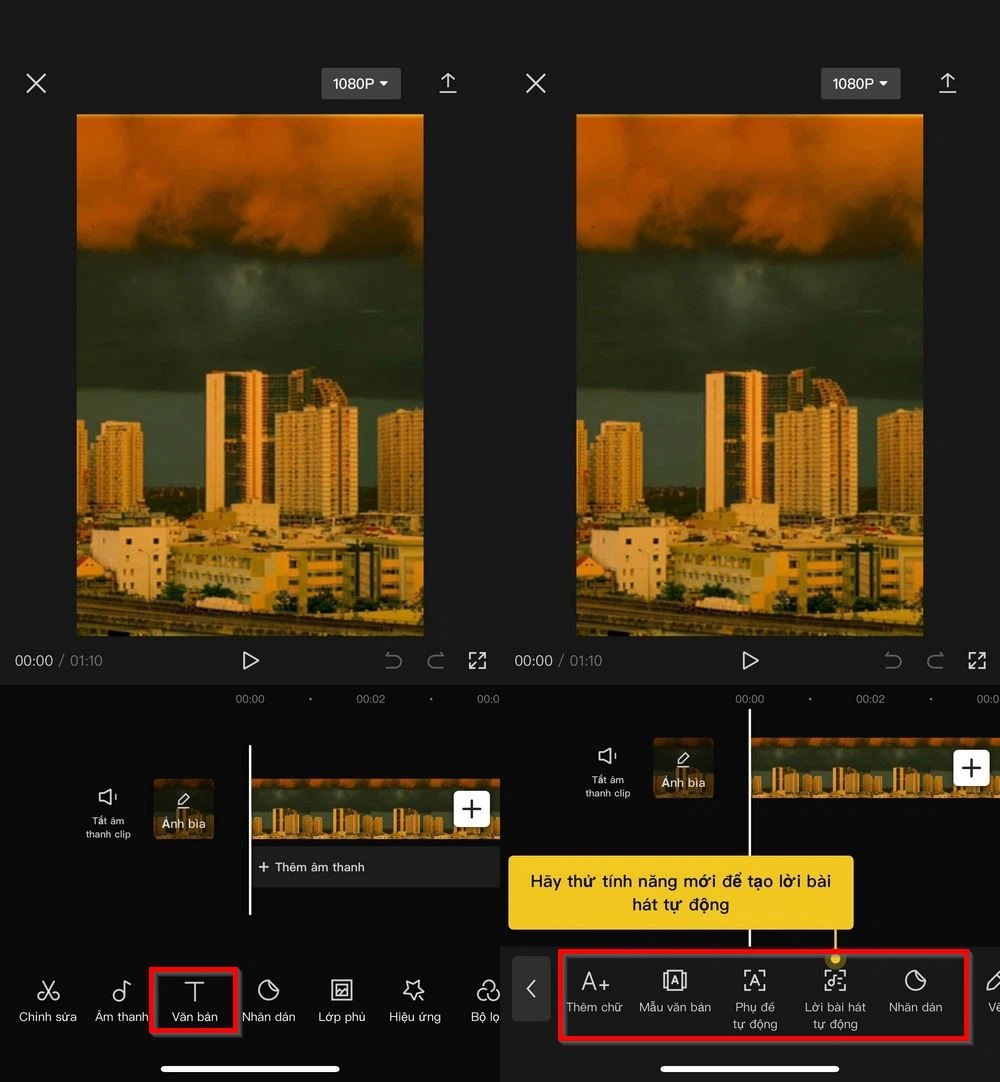 1080P
00:00 / 01:10
00:00
00:02
00:0
Tắt âm
thanh clip
Ảnh bìa
+ Thêm âm thanh
Chỉnh sửa
Âm thanh
Văn bản
Nhãn dán
Lớp phủ
Hiệu ứng
Bộ lọ
1080P
00:00 / 01:10
00:00
00:02
00:0
Tắt âm
thanh clip
Ảnh bìa
Hãy thử tính năng mới để tạo lời bài
hát tự động
Thêm chữ
Mẫu văn bản
Phụ đề
tự động
Lời bài hát
tự động
Nhãn dán
Vẽ